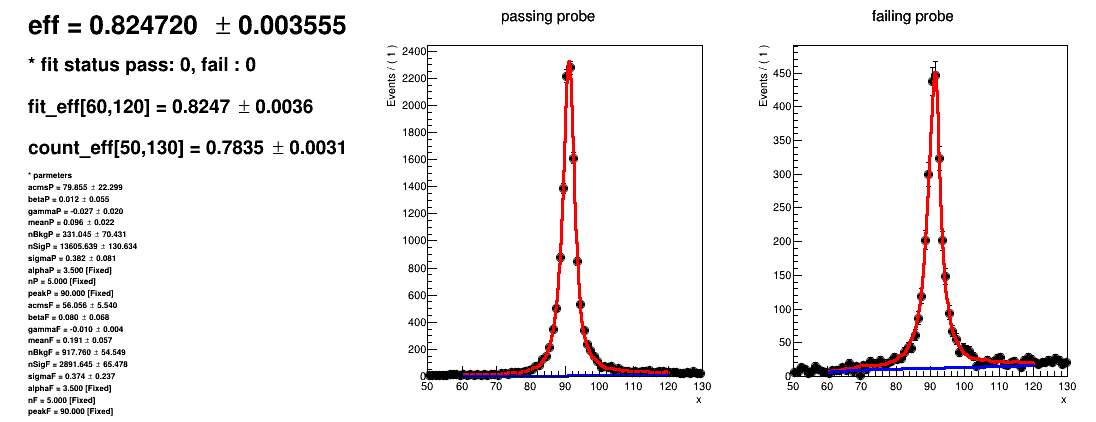 eff = 0.824720 ± 0.003555
* fit status pass: 0, fail : 0
fit_eff[60,120] = 0.8247 ± 0.0036
count_eff[50,130] = 0.7835 ± 0.0031
* parmeters
acmsP = 79.855 ± 22.299
betaP = 0.012 ± 0.055
gammaP = -0.027 ± 0.020
meanP = 0.096 ± 0.022
nBkgP = 331.045 ± 70.431
nSigP = 13605.639 ± 130.634
sigmaP = 0.382 ± 0.081
alphaP = 3.500 [Fixed]
nP = 5.000 [Fixed]
peakP = 90.000 [Fixed]
acmsF = 56.056 ± 5.540
betaF = 0.080 ± 0.068
gammaF = -0.010 ± 0.004
meanF = 0.191 ± 0.057
nBkgF = 917.760 ± 54.549
nSigF = 2891.645 ± 65.478
sigmaF = 0.374 ± 0.237
alphaF = 3.500 [Fixed]
nF = 5.000 [Fixed]
peakF = 90.000 [Fixed]
passing probe
Events / ( 1 )
2400
2200
2000
1800
1600
1400
1200
1000
800
600
400
200
0
50 60 70 80 90 100 110 120 130
x
failing probe
Events / ( 1 )
450
400
350
300
250
200
150
100
50
0
50 60 70 80 90 100 110 120 130
x